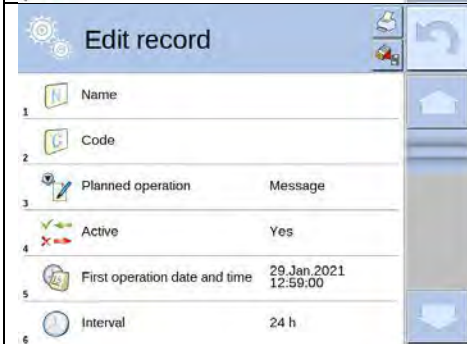 Edit record
N Name
1
C Code
2
Planned operation Message
3
Active Yes
4
First operation date and time 29.Jan.2021
12:59:00
5
Interval 24 h
6